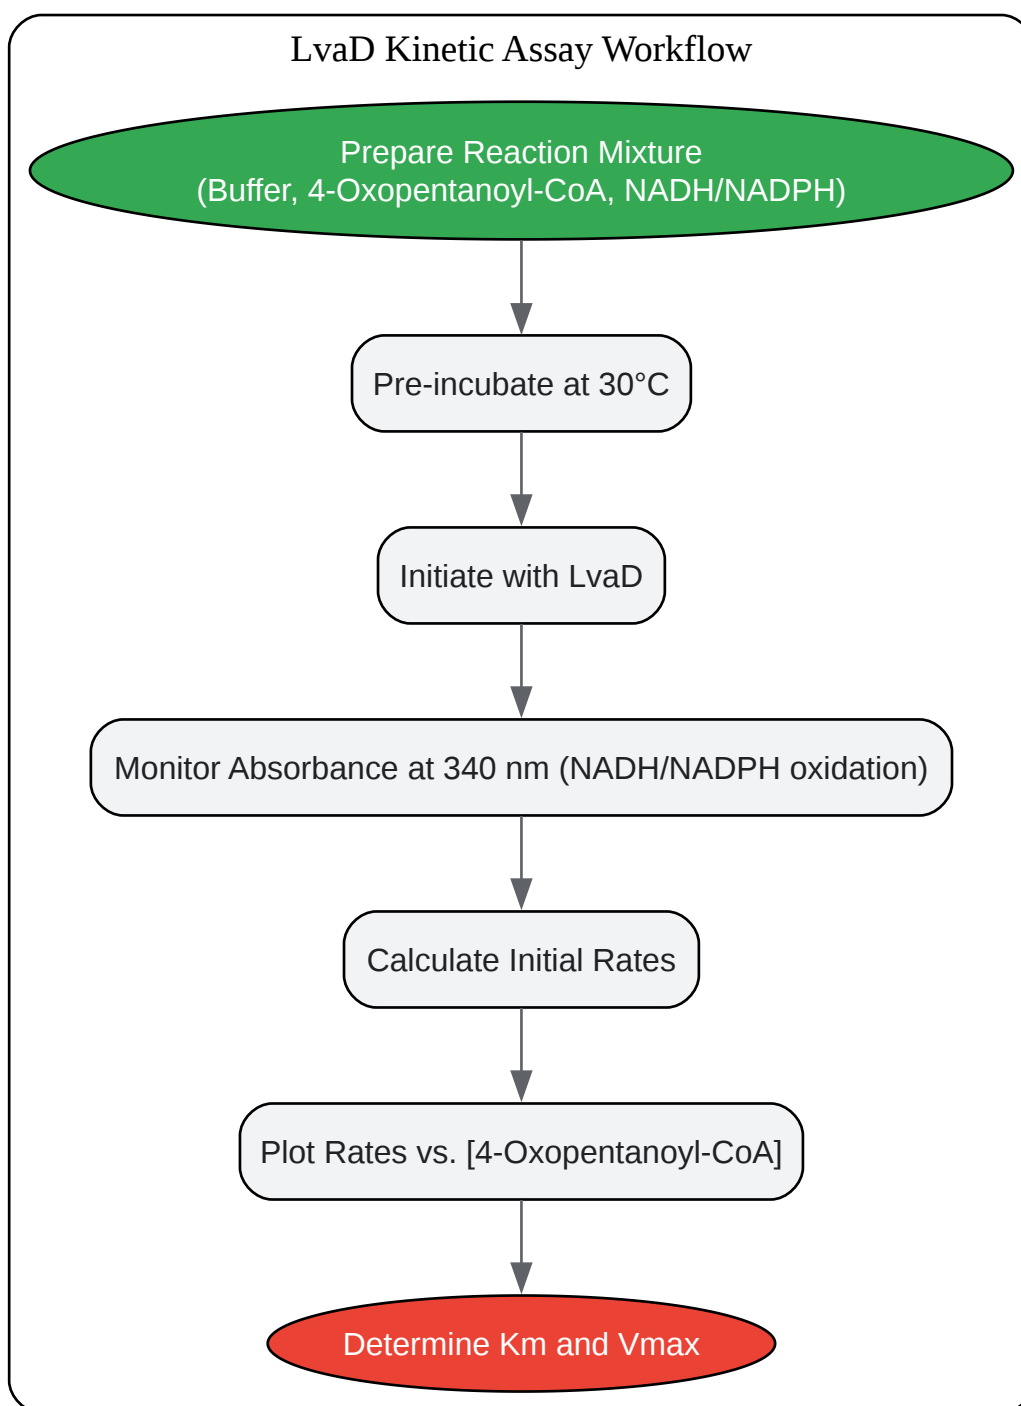 LvaD Kinetic Assay Workflow
Prepare Reaction Mixture
(Buffer, 4-Oxopentanoyl-CoA, NADH/NADPH)
Pre-incubate at 30°C
Initiate with LvaD
Monitor Absorbance at 340 nm (NADH/NADPH oxidation)
Calculate Initial Rates
Plot Rates vs. [4-Oxopentanoyl-CoA]
Determine Km and Vmax